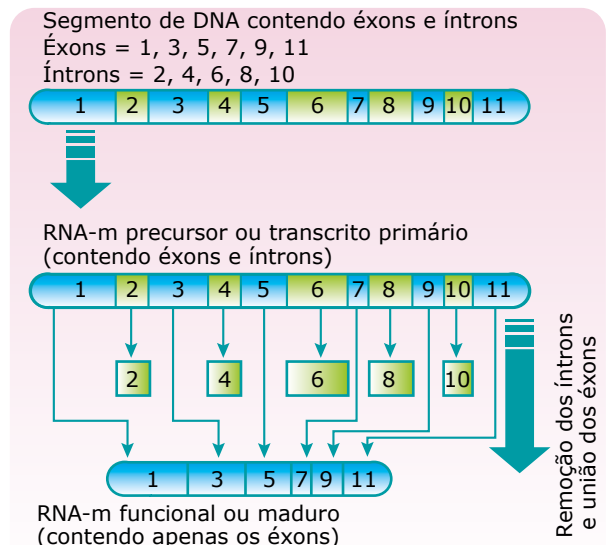 Segmento de DNA contendo éxons e íntrons
Éxons = 1, 3, 5, 7, 9, 11
Íntrons = 2, 4, 6, 8, 10
1 2 3 4 5 6 7 8 9 10 11
RNA-m precursor ou transcrito primário
(contendo éxons e íntrons)
1 2 3 4 5 6 7 8 9 10 11
2 4 6 8 10
1 3 5 7 9 11
RNA-m funcional ou maduro
(contendo apenas os éxons)
Remoção dos íntrons
e união dos éxons